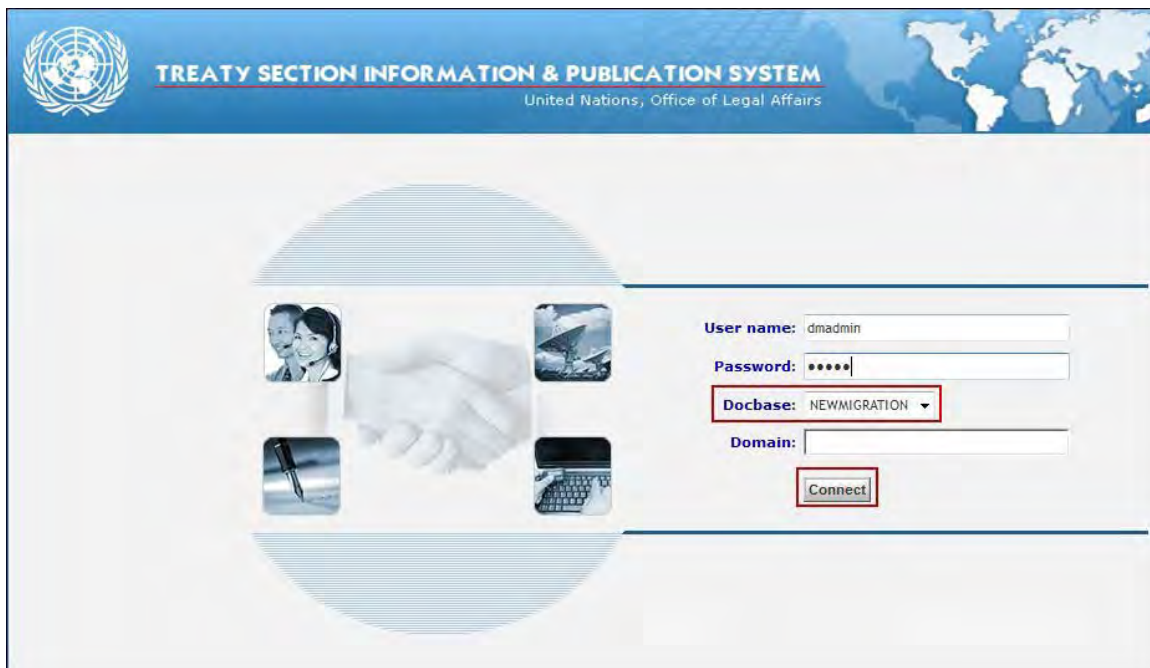 TREATY SECTION INFORMATION & PUBLICATION SYSTEM
United Nations, Office of Legal Affairs
User name: dmadmin
Password: •••••
Docbase: NEWMIGRATION
Domain:
Connect